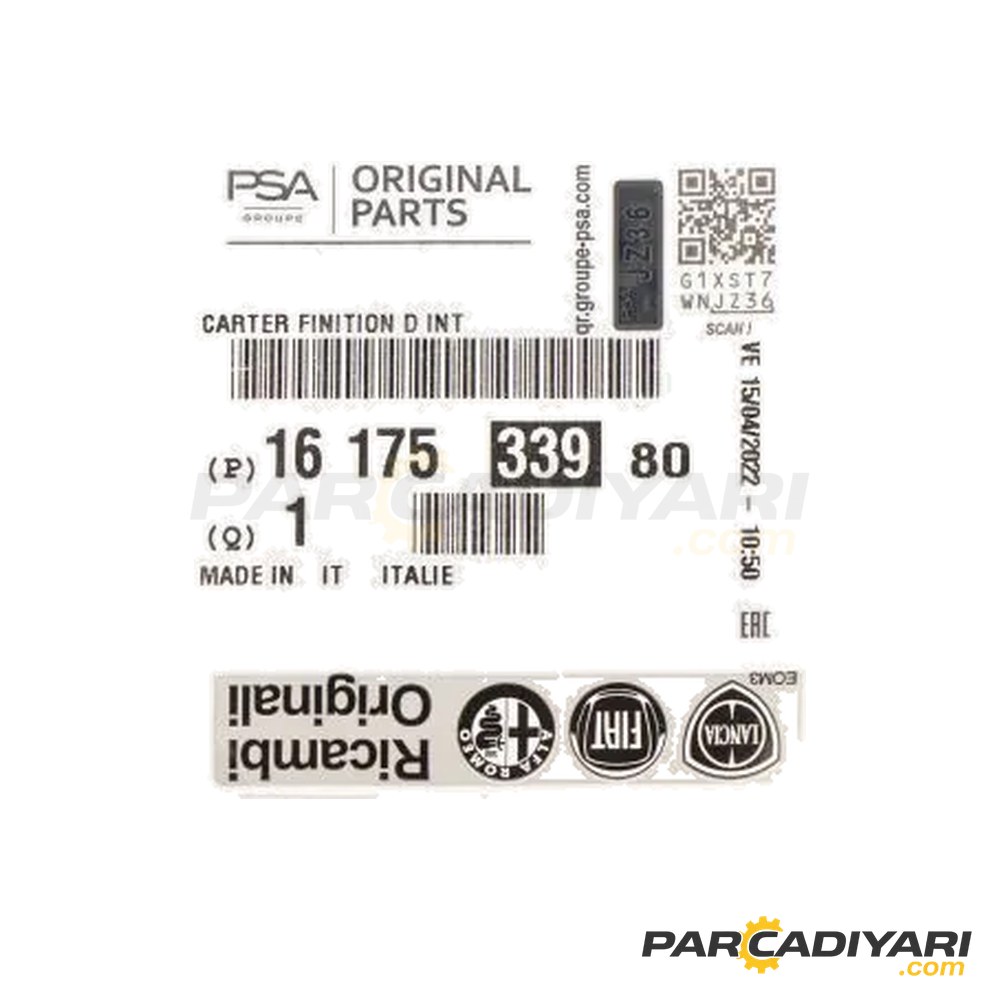 PARCADIYARI
.com
PSA
GROUPE
ORIGINAL
PARTS
qr.groupe-psa.com
JZ36
G1XST7
WNJZ36
SCAN !
CARTER FINITION D INT
VE 15/04/2022 - 10:50
(P) 16 175 339 80
PARCADIYARI
.com
(Q) 1
MADE IN IT ITALIE
EAC
EOM3
Ricambi
Originali
ALFA ROMEO
FIAT
LANCIA
PARCADIYARI
.com